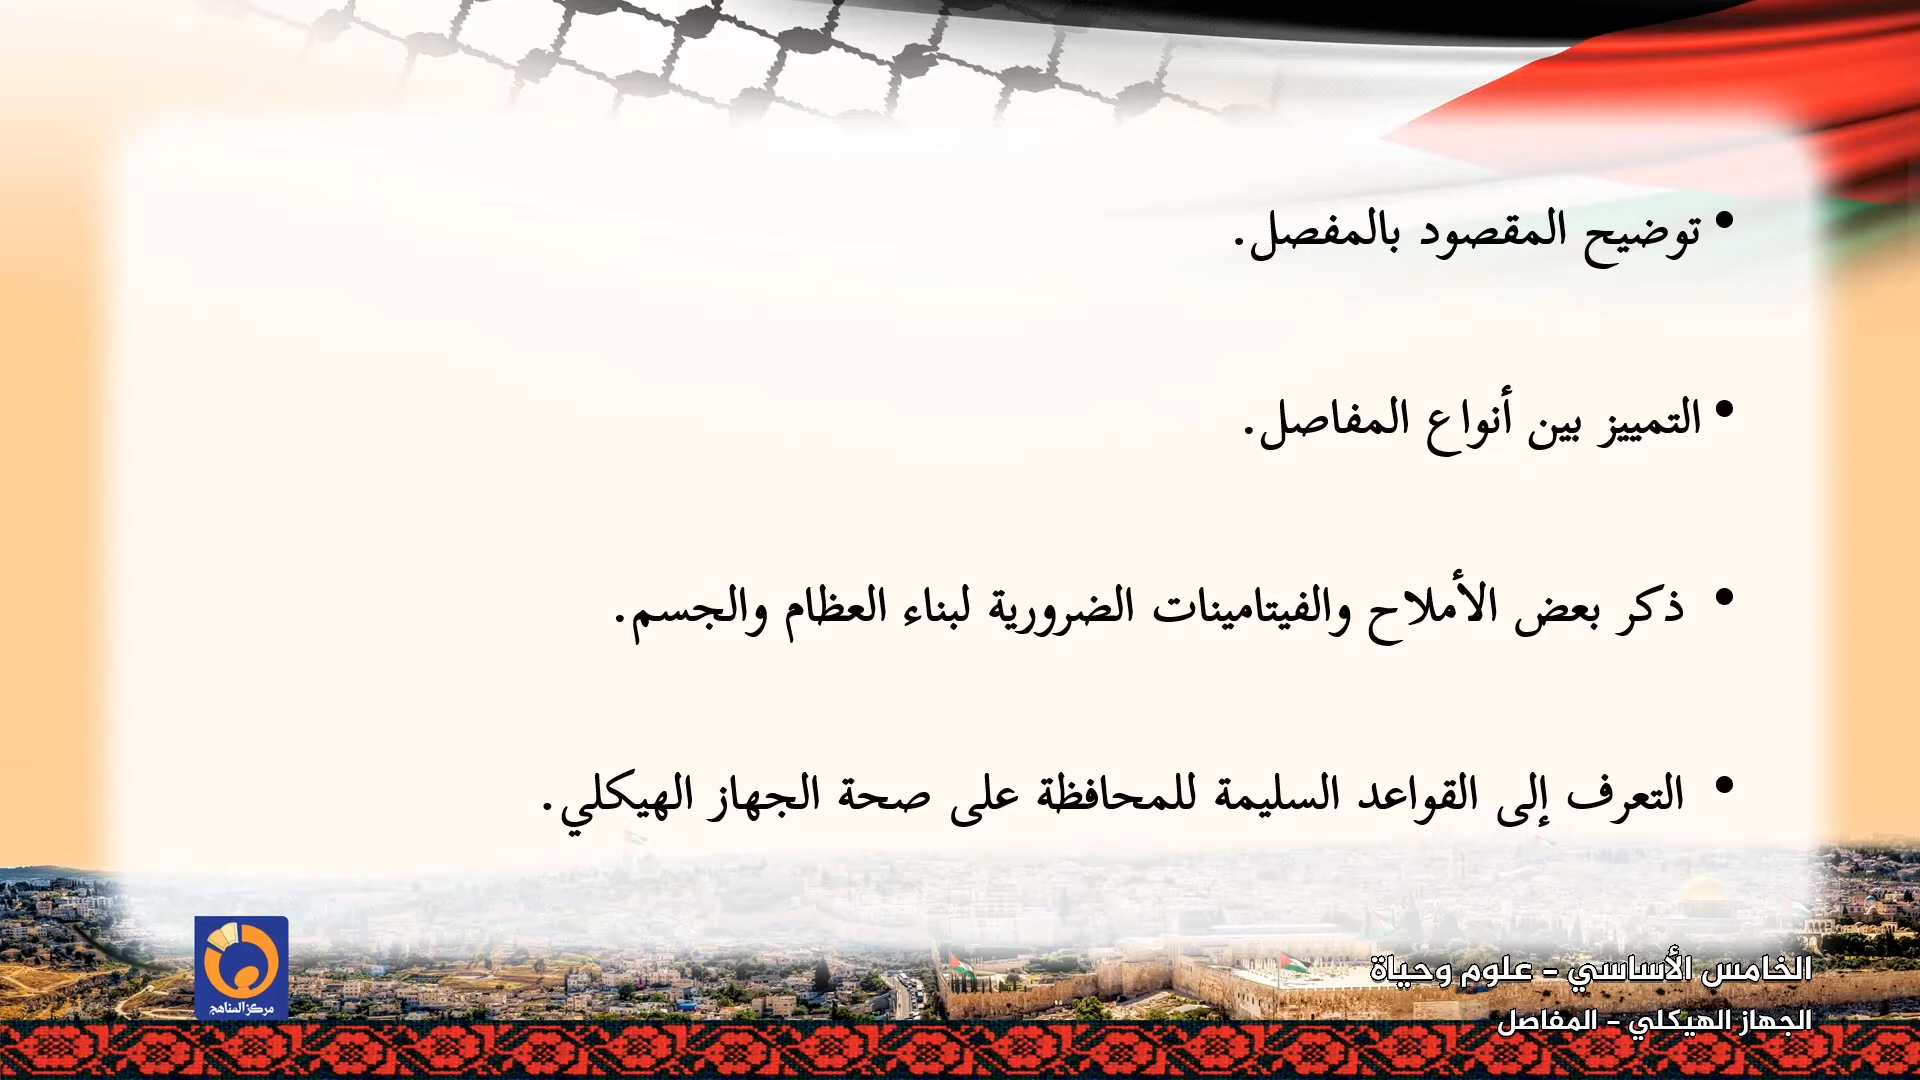 • توضيح المقصود بالمفصل.
• التمييز بين أنواع المفاصل.
• ذكر بعض الأملاح والفيتامينات الضرورية لبناء العظام والجسم.
• التعرف إلى القواعد السليمة للمحافظة على صحة الجهاز الهيكلي.
مركز المناهج
الخامس الأساسي - علوم وحياة
الجهاز الهيكلي - المفاصل